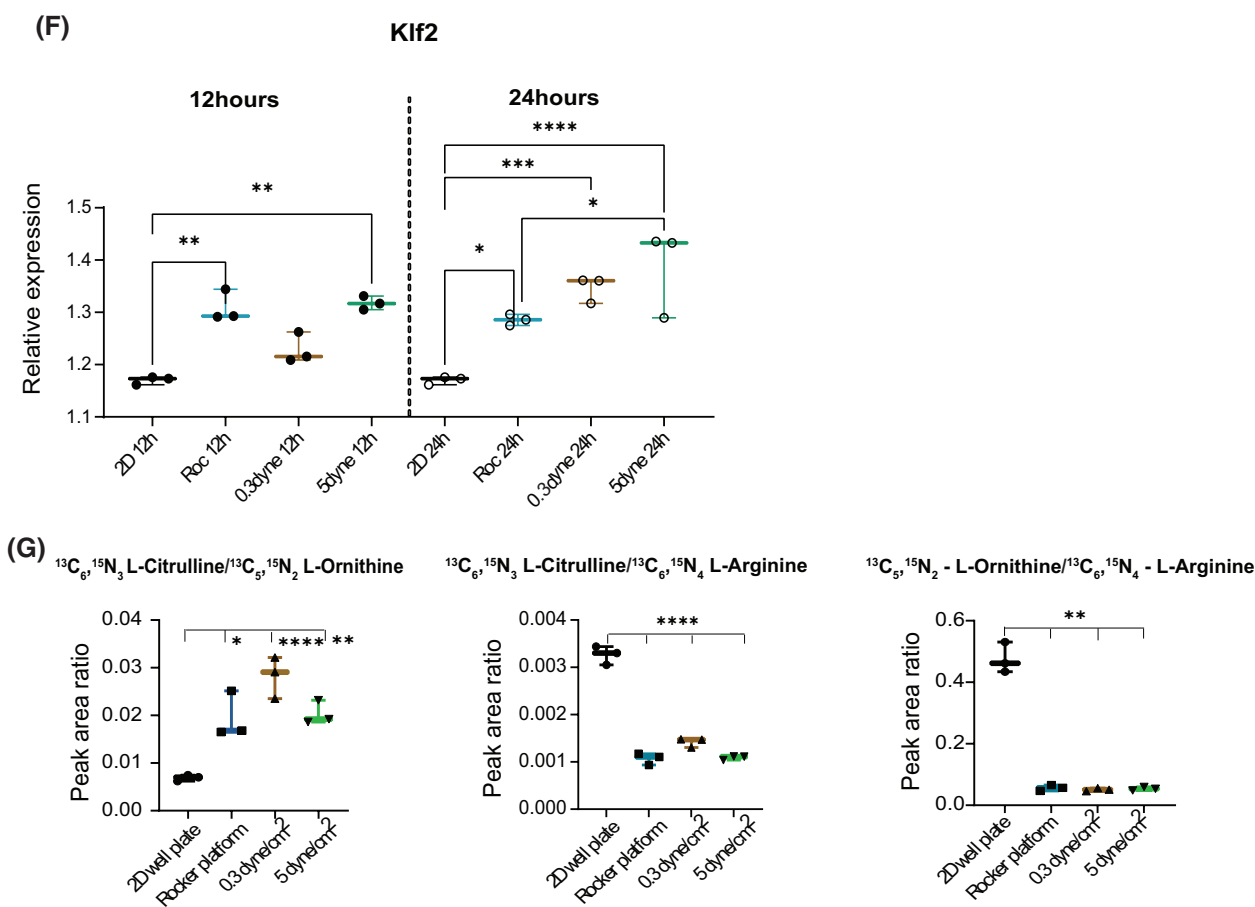 (F)
Klf2
12hours
24hours
****
***
**
*
**
*
Relative expression
1.5
1.4
1.3
1.2
1.1
2D 12h
Roc 12h
0.3dyne 12h
5dyne 12h
2D 24h
Roc 24h
0.3dyne 24h
5dyne 24h
(G)
¹³C₆,¹⁵N₃ L-Citrulline/¹³C₅,¹⁵N₂ L-Ornithine
Peak area ratio
0.04
0.03
0.02
0.01
0.00
* **** **
2D well plate
Rocker platform
0.3 dyne/cm²
5 dyne/cm²
¹³C₆,¹⁵N₃ L-Citrulline/¹³C₆,¹⁵N₄ L-Arginine
Peak area ratio
0.004
0.003
0.002
0.001
0.000
****
2D well plate
Rocker platform
0.3 dyne/cm²
5 dyne/cm²
¹³C₅,¹⁵N₂ - L-Ornithine/¹³C₆,¹⁵N₄ - L-Arginine
Peak area ratio
0.6
0.4
0.2
0.0
**
2D well plate
Rocker platform
0.3 dyne/cm²
5 dyne/cm²